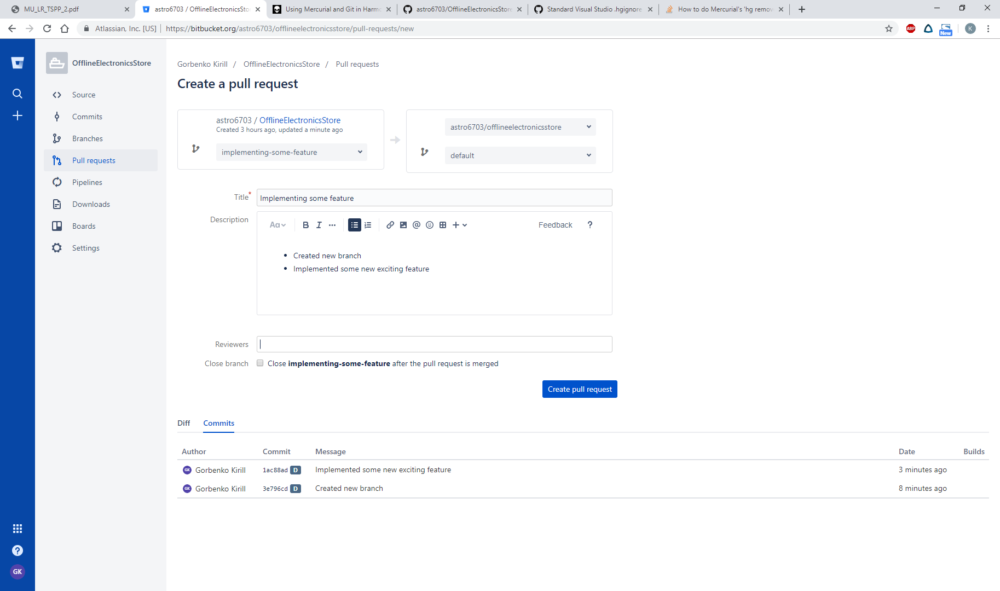 MU_LR_TSPP_2.pdf
astro6703 / OfflineElectronicsSto
Using Mercurial and Git in Harmo
astro6703/OfflineElectronicsStore
Standard Visual Studio .hgignore
How to do Mercurial's 'hg remov
Atlassian, Inc. [US] | https://bitbucket.org/astro6703/offlineelectronicsstore/pull-requests/new
ABP
New
K
OfflineElectronicsStore
Source
Commits
Branches
Pull requests
Pipelines
Downloads
Boards
Settings
GK
Gorbenko Kirill / OfflineElectronicsStore / Pull requests
Create a pull request
astro6703 / OfflineElectronicsStore
Created 3 hours ago, updated a minute ago
implementing-some-feature
astro6703/offlineelectronicsstore
default
Title*
Implementing some feature
Description
Aa B I ••• @ + Feedback ?
• Created new branch
• Implemented some new exciting feature
Reviewers
Close branch
Close implementing-some-feature after the pull request is merged
Create pull request
Diff Commits
Author Commit Message Date Builds
GK Gorbenko Kirill 1ac88ad D Implemented some new exciting feature 3 minutes ago
GK Gorbenko Kirill 3e796cd D Created new branch 8 minutes ago